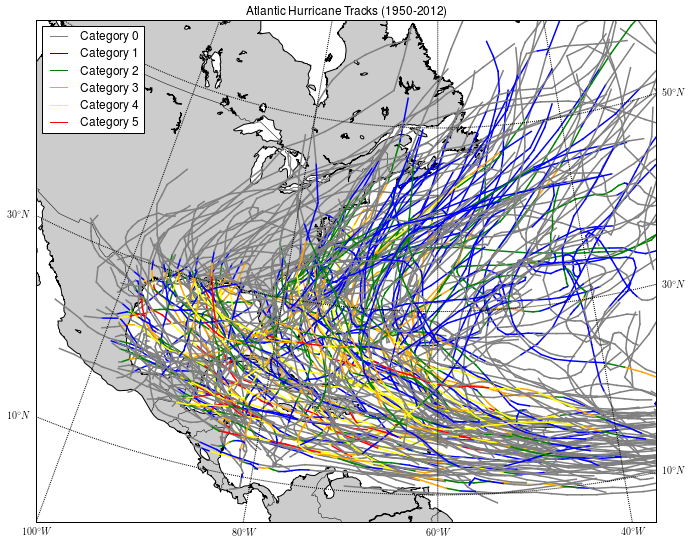 Atlantic Hurricane Tracks (1950-2012)
Category 0
Category 1
Category 2
Category 3
Category 4
Category 5
50°N
30°N
30°N
10°N
10°N
100°W
80°W
60°W
40°W